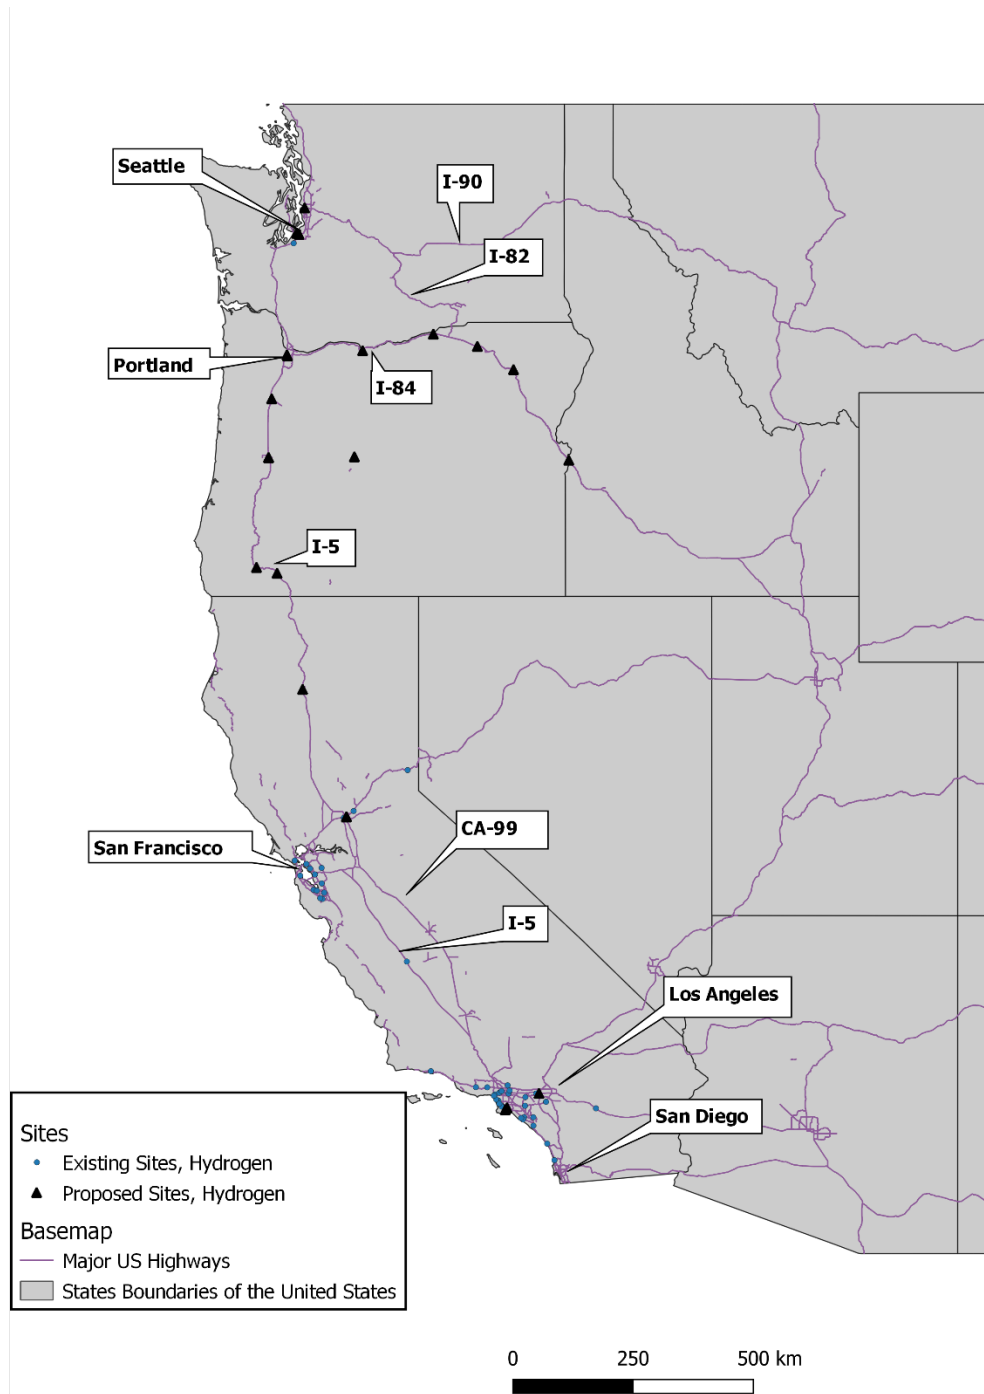 Seattle
I-90
I-82
Portland
I-84
I-5
CA-99
San Francisco
I-5
Los Angeles
San Diego
Sites
Existing Sites, Hydrogen
Proposed Sites, Hydrogen
Basemap
Major US Highways
States Boundaries of the United States
0 250 500 km